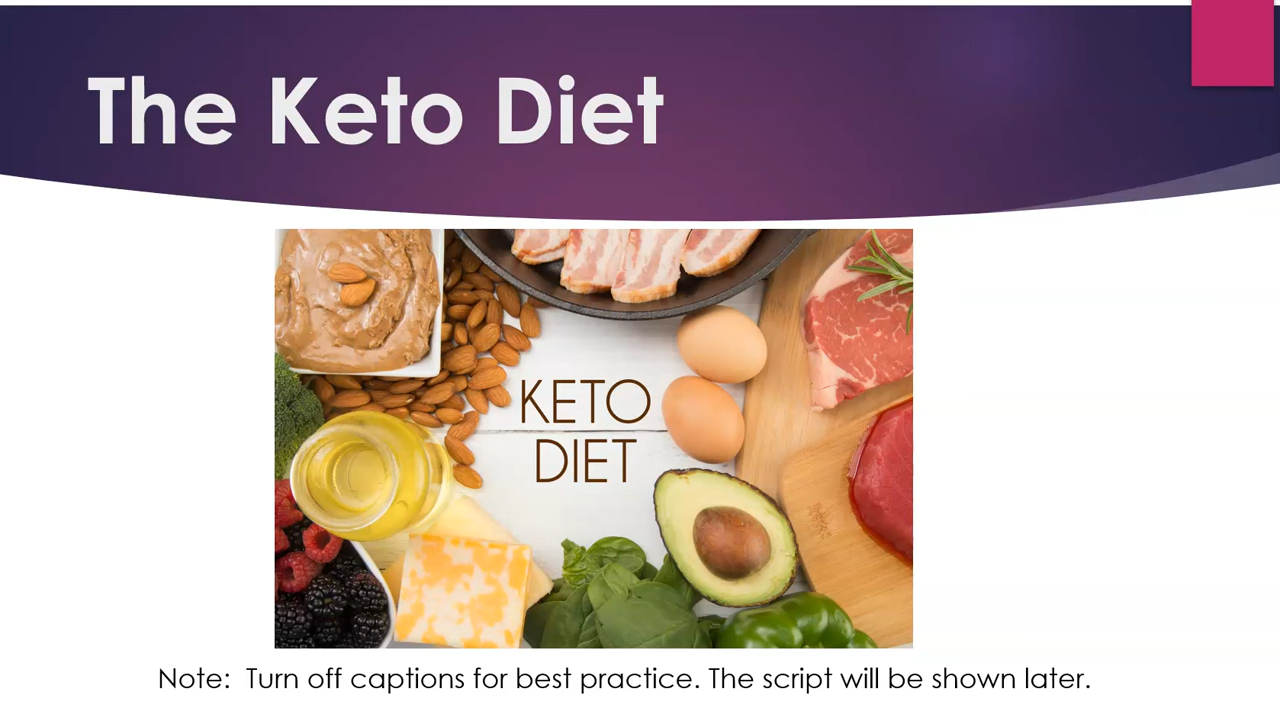 The Keto Diet
KETO
DIET
Note:  Turn off captions for best practice. The script will be shown later.